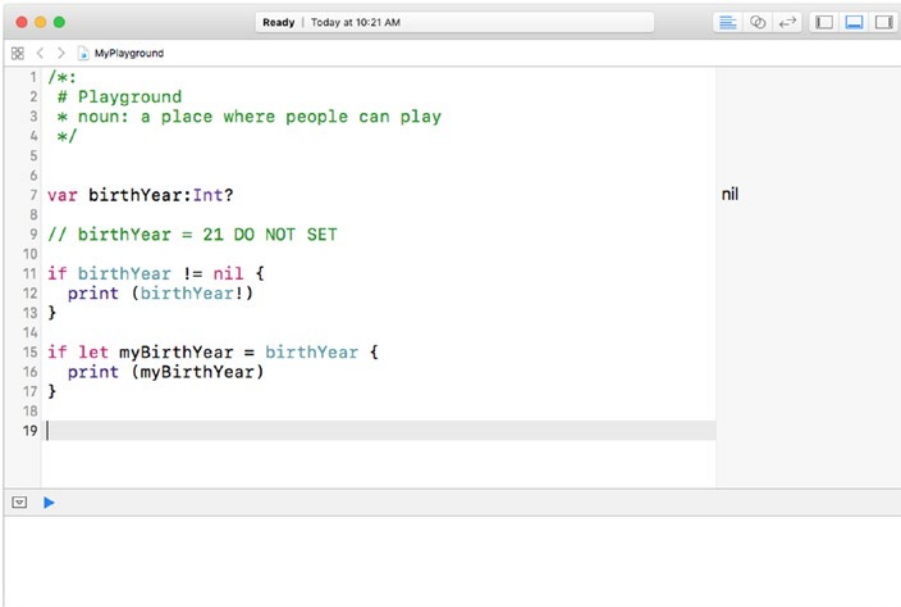 Ready | Today at 10:21 AM
MyPlayground
1 /*:
2 # Playground
3 * noun: a place where people can play
4 */
5
6
7 var birthYear:Int? nil
8
9 // birthYear = 21 DO NOT SET
10
11 if birthYear != nil {
12 print (birthYear!)
13 }
14
15 if let myBirthYear = birthYear {
16 print (myBirthYear)
17 }
18
19